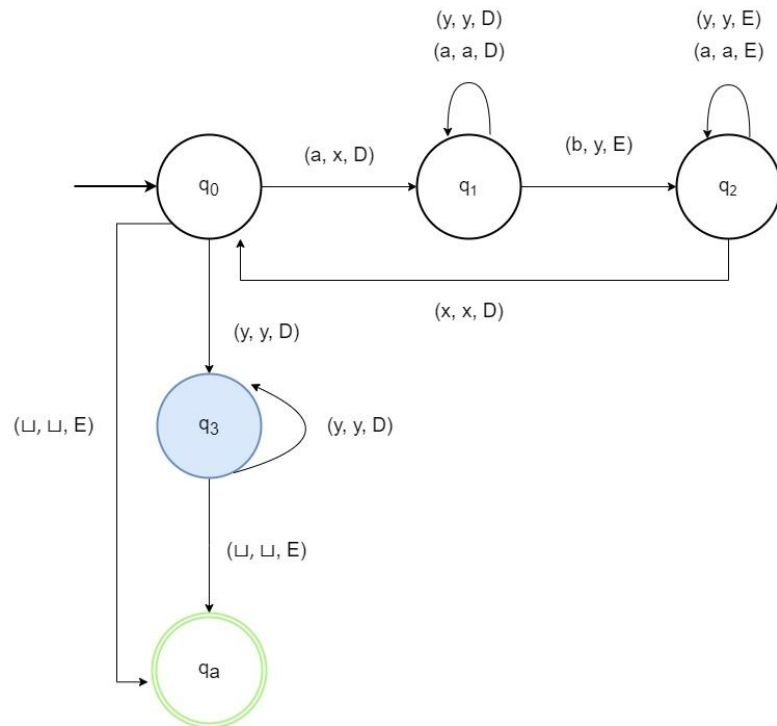 (y, y, D)
(a, a, D)
(y, y, E)
(a, a, E)
(a, x, D)
(b, y, E)
q₀
q₁
q₂
(x, x, D)
(y, y, D)
(⊔, ⊔, E)
q₃
(y, y, D)
(⊔, ⊔, E)
qₐ